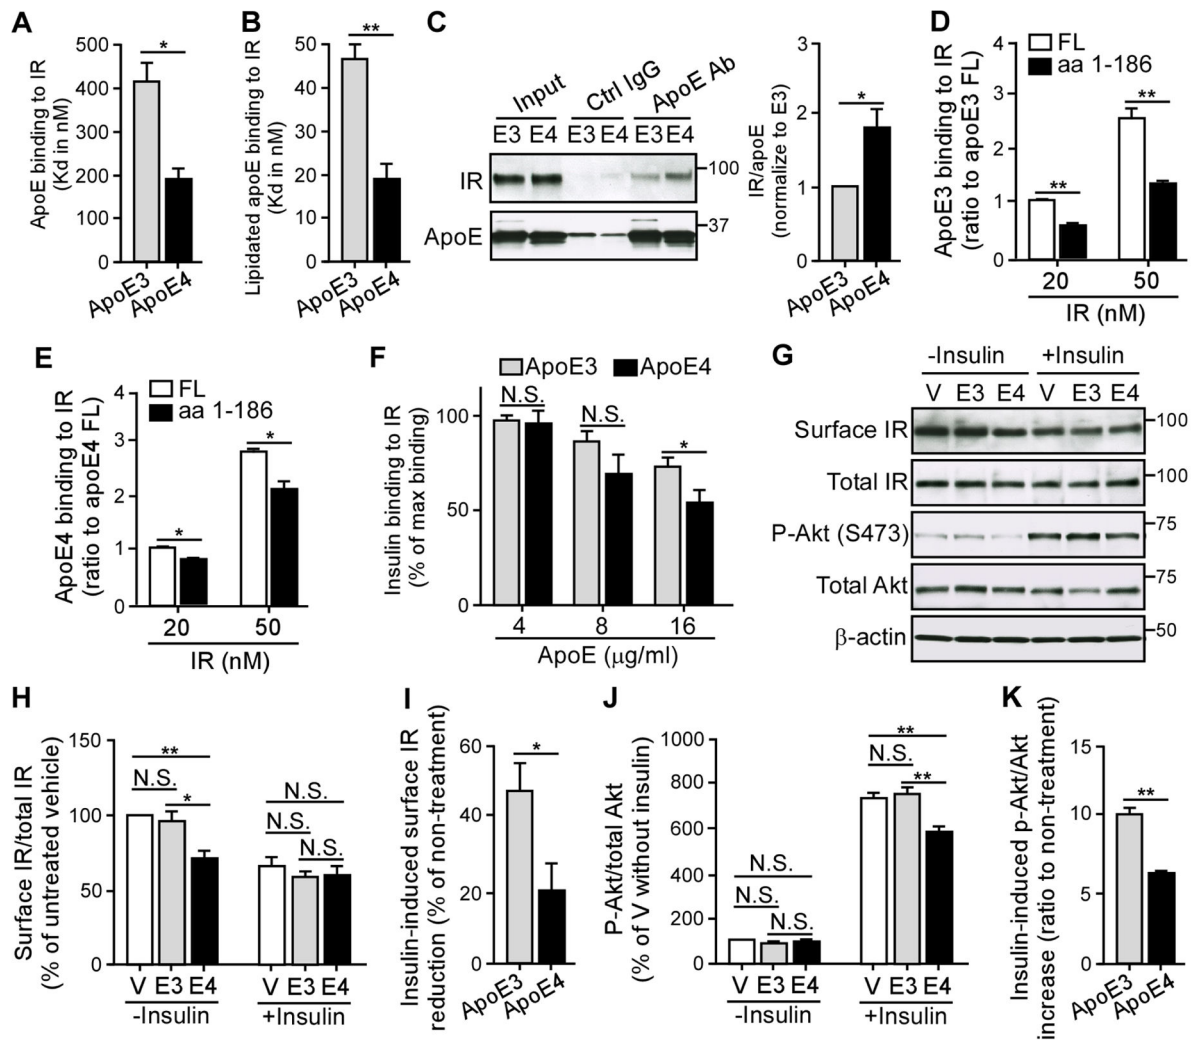 A
ApoE binding to IR
(Kd in nM)
500
400
300
200
100
0
*
ApoE3
ApoE4
B
Lipidated apoE binding to IR
(Kd in nM)
50
40
30
20
10
0
**
ApoE3
ApoE4
C
Input
Ctrl IgG
ApoE Ab
E3 E4 E3 E4 E3 E4
IR
100
ApoE
37
IR/apoE
(normalize to E3)
3
2
1
0
*
ApoE3
ApoE4
D
ApoE3 binding to IR
(ratio to apoE3 FL)
FL
aa 1-186
4
3
2
1
0
**
**
20
50
IR (nM)
E
ApoE4 binding to IR
(ratio to apoE4 FL)
FL
aa 1-186
4
3
2
1
0
*
*
20
50
IR (nM)
F
Insulin binding to IR
(% of max binding)
ApoE3
ApoE4
100
50
0
N.S.
N.S.
*
4
8
16
ApoE (μg/ml)
G
-Insulin
+Insulin
V E3 E4 V E3 E4
Surface IR
100
Total IR
100
P-Akt (S473)
75
Total Akt
75
β-actin
50
H
Surface IR/total IR
(% of untreated vehicle)
150
100
50
0
**
N.S.
*
N.S.
N.S.
N.S.
V E3 E4
V E3 E4
-Insulin
+Insulin
I
Insulin-induced surface IR
reduction (% of non-treatment)
60
40
20
0
*
ApoE3
ApoE4
J
P-Akt/total Akt
(% of V without insulin)
1000
800
600
400
200
0
N.S.
N.S.
N.S.
**
N.S.
**
V E3 E4
V E3 E4
-Insulin
+Insulin
K
Insulin-induced p-Akt/Akt
increase (ratio to non-treatment)
15
10
5
0
**
ApoE3
ApoE4